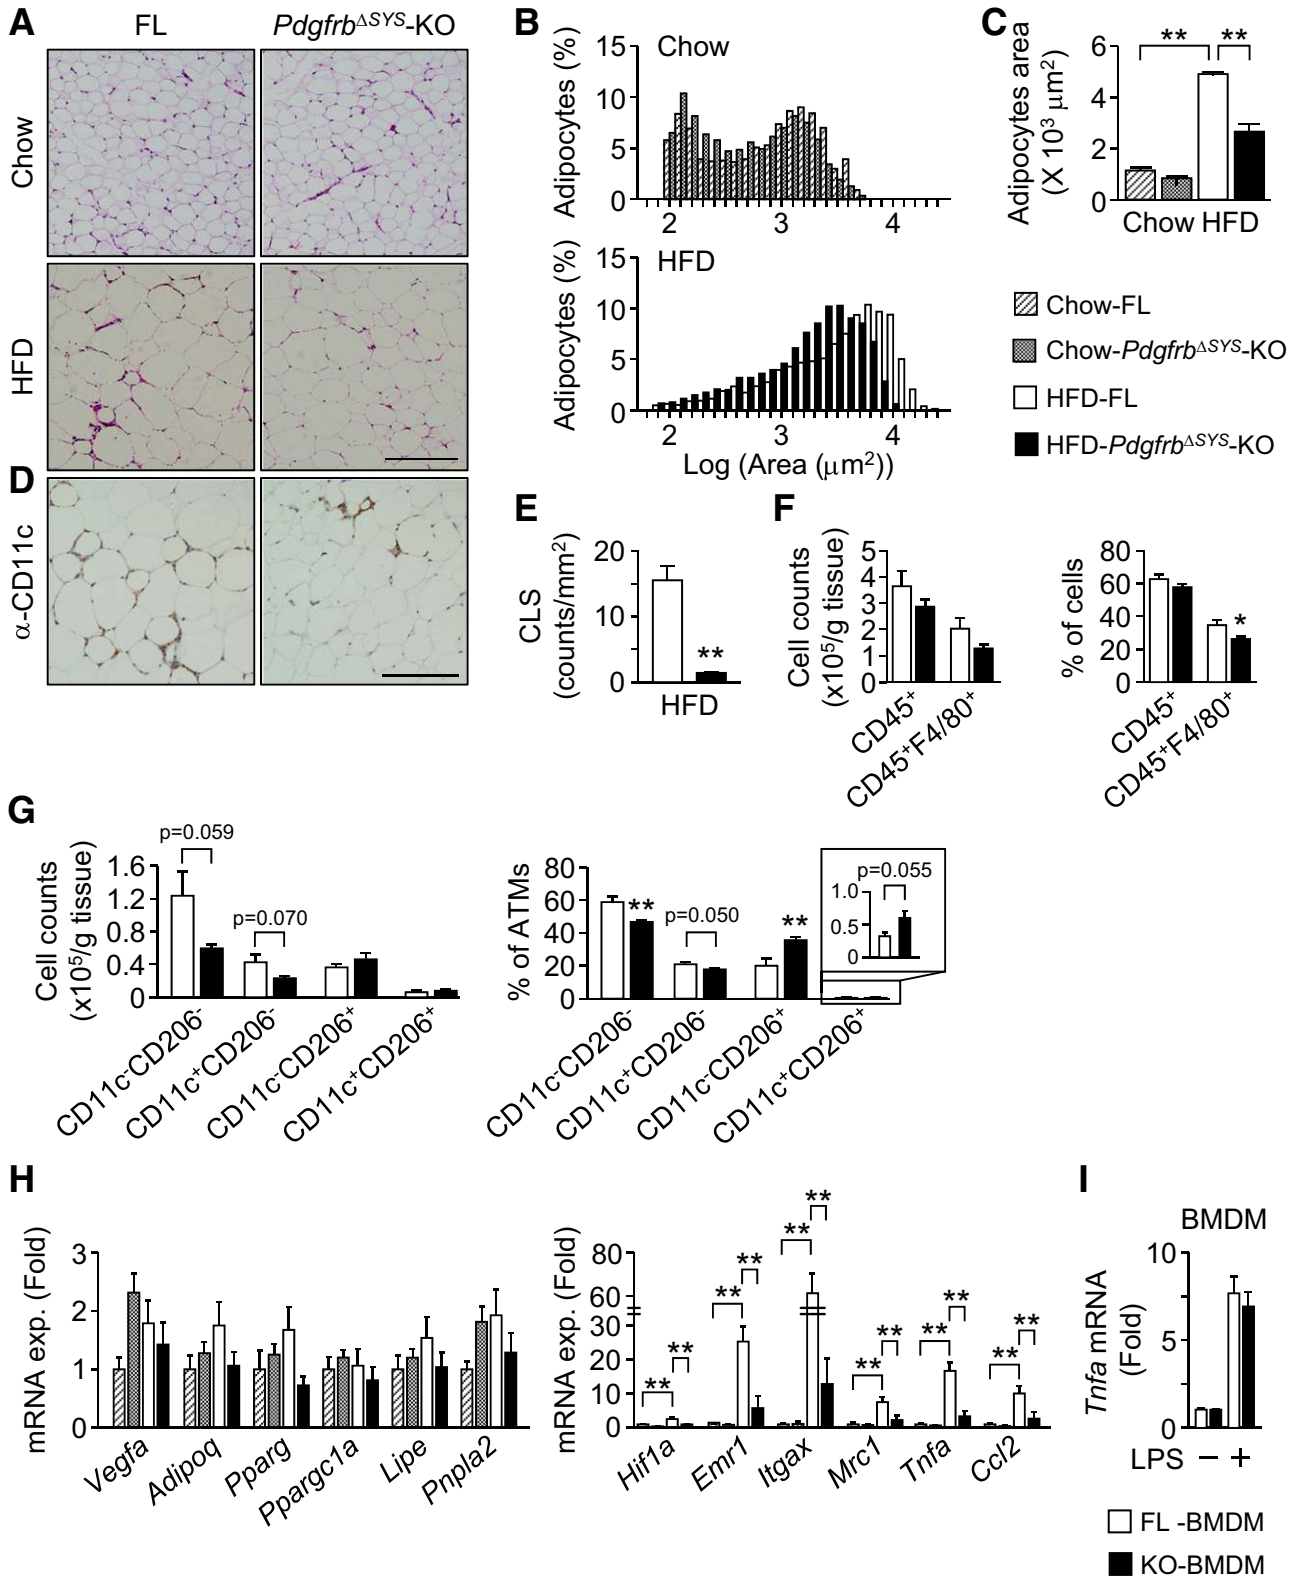 A
FL
Pdgfrb^ΔSYS-KO
Chow
HFD
B
Chow
Adipocytes (%)
15
10
5
0
2
3
4
HFD
Adipocytes (%)
15
10
5
0
2
3
4
Log (Area (μm²))
C
Adipocytes area
(X 10³ μm²)
6
4
2
0
**
**
Chow HFD
Chow-FL
Chow-Pdgfrb^ΔSYS-KO
HFD-FL
HFD-Pdgfrb^ΔSYS-KO
D
α-CD11c
E
CLS
(counts/mm²)
20
10
0
**
HFD
F
Cell counts
(x10⁵/g tissue)
5
4
3
2
1
0
CD45⁺
CD45⁺F4/80⁺
% of cells
80
60
40
20
0
*
CD45⁺
CD45⁺F4/80⁺
G
Cell counts
(x10⁵/g tissue)
1.6
1.2
0.8
0.4
0
p=0.059
p=0.070
CD11c⁻CD206⁻
CD11c⁺CD206⁻
CD11c⁻CD206⁺
CD11c⁺CD206⁺
% of ATMs
80
60
40
20
0
**
p=0.050
**
p=0.055
1.0
0.5
0
CD11c⁻CD206⁻
CD11c⁺CD206⁻
CD11c⁻CD206⁺
CD11c⁺CD206⁺
H
mRNA exp. (Fold)
3
2
1
0
Vegfa
Adipoq
Pparg
Ppargc1a
Lipe
Pnpla2
mRNA exp. (Fold)
80
60
30
20
10
0
**
**
**
**
**
**
**
**
**
**
**
**
Hif1a
Emr1
Itgax
Mrc1
Tnfa
Ccl2
I
BMDM
Tnfa mRNA
(Fold)
10
5
0
LPS − +
FL -BMDM
KO-BMDM